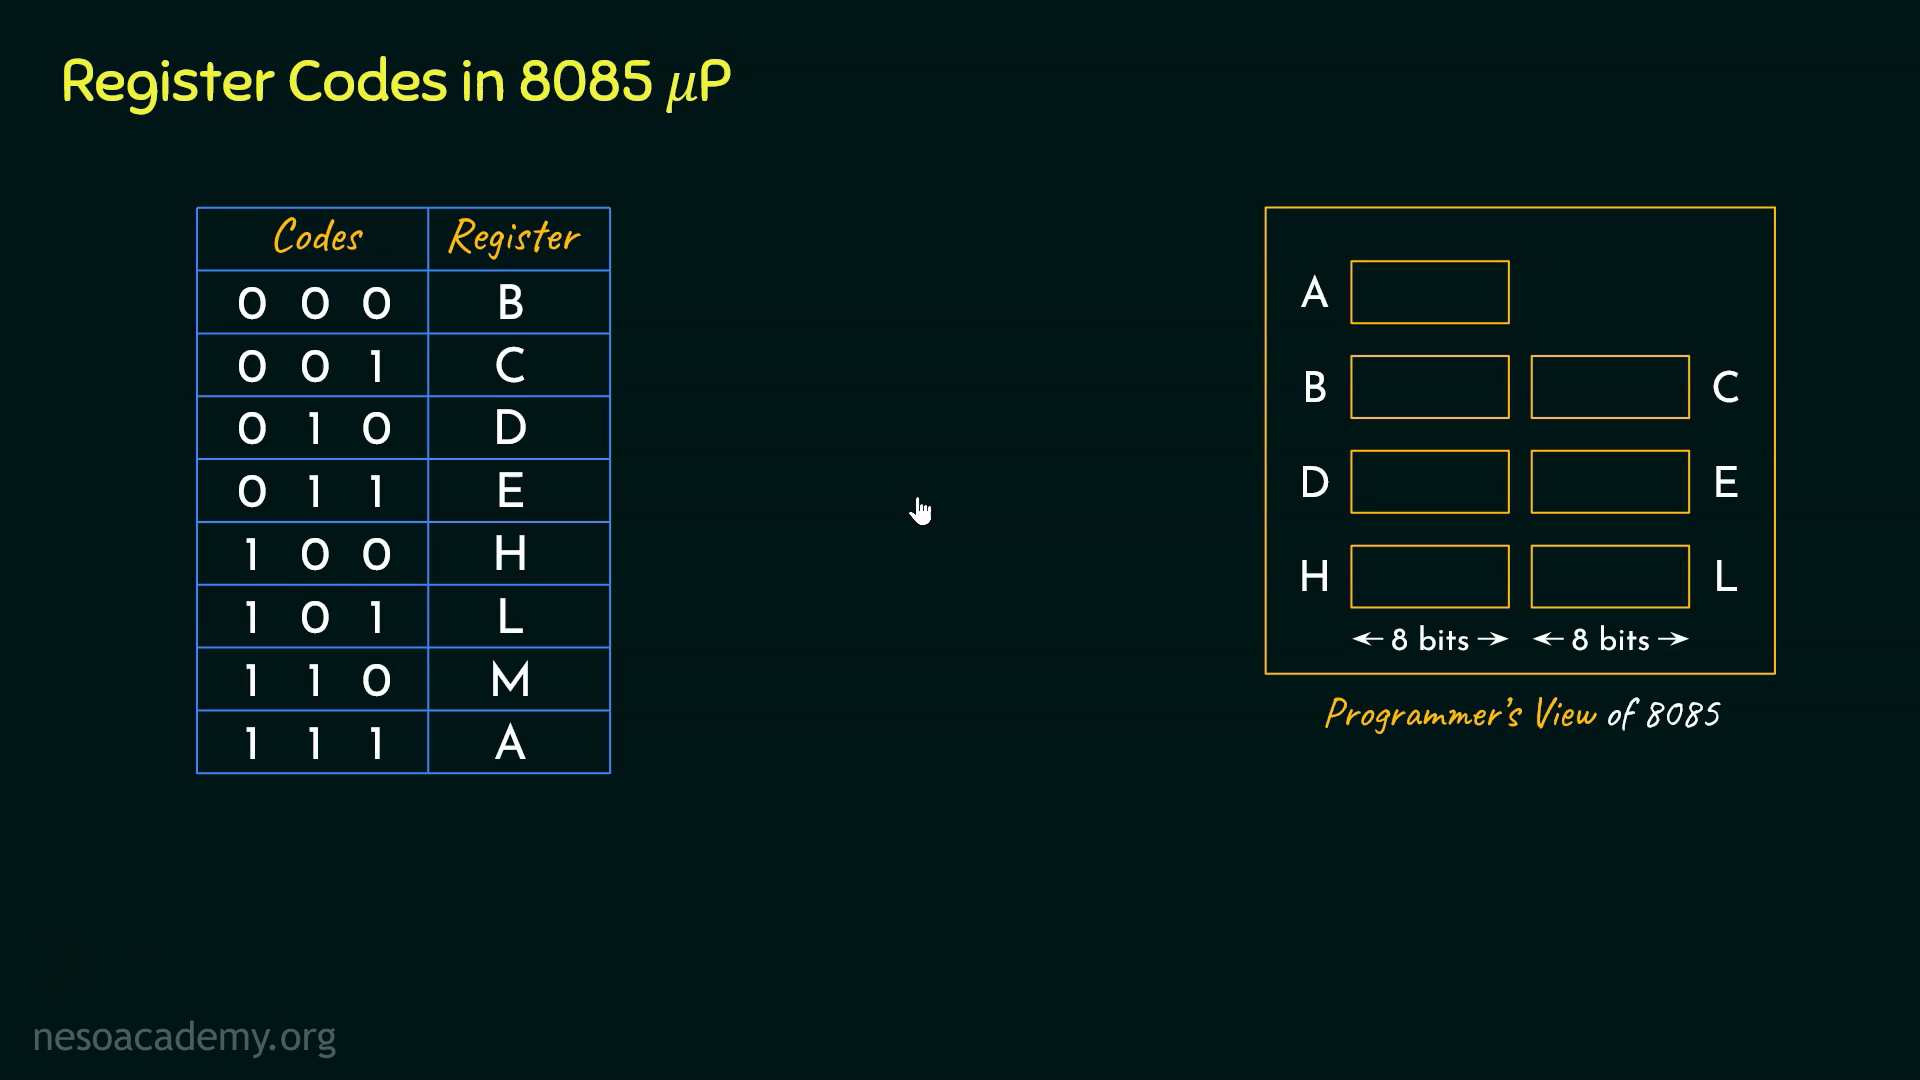 Register Codes in 8085 μP
Codes Register
0 0 0 B
0 0 1 C
0 1 0 D
0 1 1 E
1 0 0 H
1 0 1 L
1 1 0 M
1 1 1 A
A
B C
D E
H L
←8 bits→ ←8 bits→
Programmer's View of 8085
nesoacademy.org